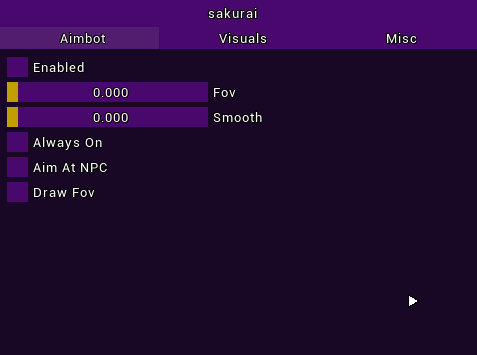 sakurai
Aimbot Visuals Misc
Enabled
0.000 Fov
0.000 Smooth
Always On
Aim At NPC
Draw Fov